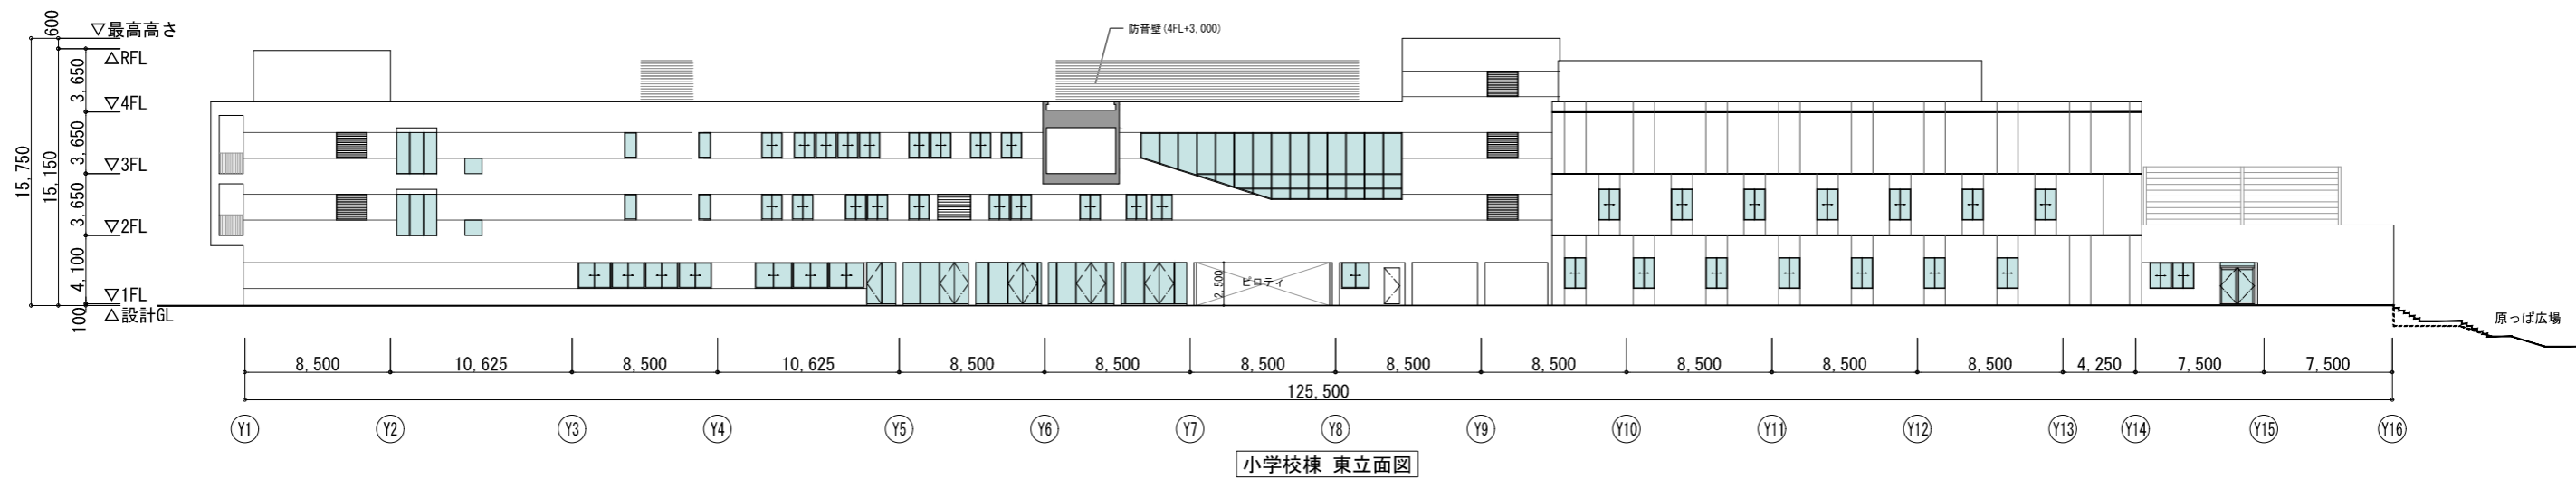 600
▽最高高さ
防音壁(4FL+3,000)
△RFL
3,650
▽4FL
3,650
15,750
15,150
▽3FL
3,650
▽2FL
4,100
2,500
ピロティ
▽1FL
100
△設計GL
原っぱ広場
8,500 10,625 8,500 10,625 8,500 8,500 8,500 8,500 8,500 8,500 8,500 8,500 4,250 7,500 7,500
125,500
Y1 Y2 Y3 Y4 Y5 Y6 Y7 Y8 Y9 Y10 Y11 Y12 Y13 Y14 Y15 Y16
小学校棟 東立面図